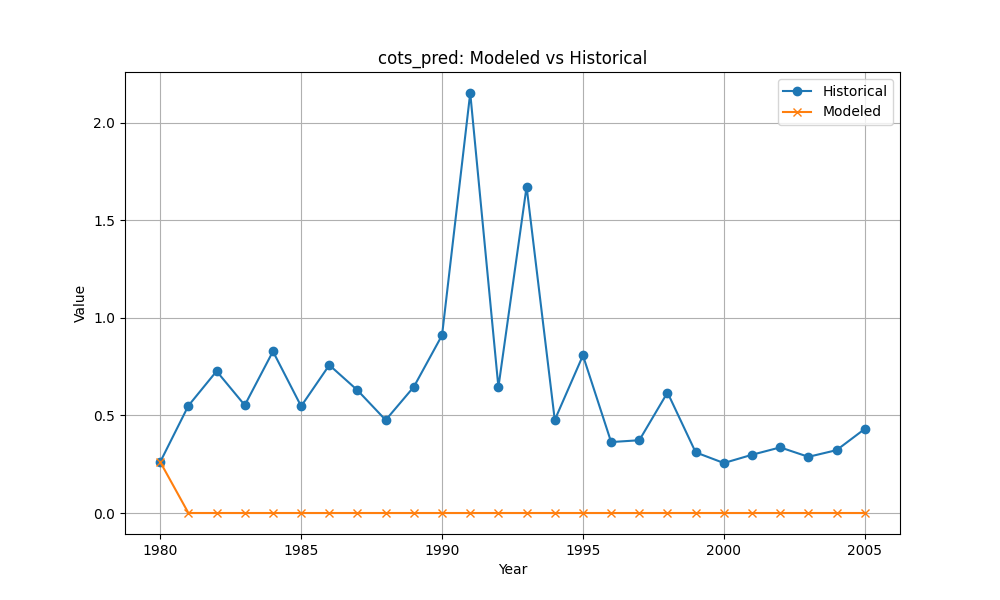 cots_pred: Modeled vs Historical
Historical
Modeled
2.0
1.5
1.0
0.5
0.0
Value
1980
1985
1990
1995
2000
2005
Year